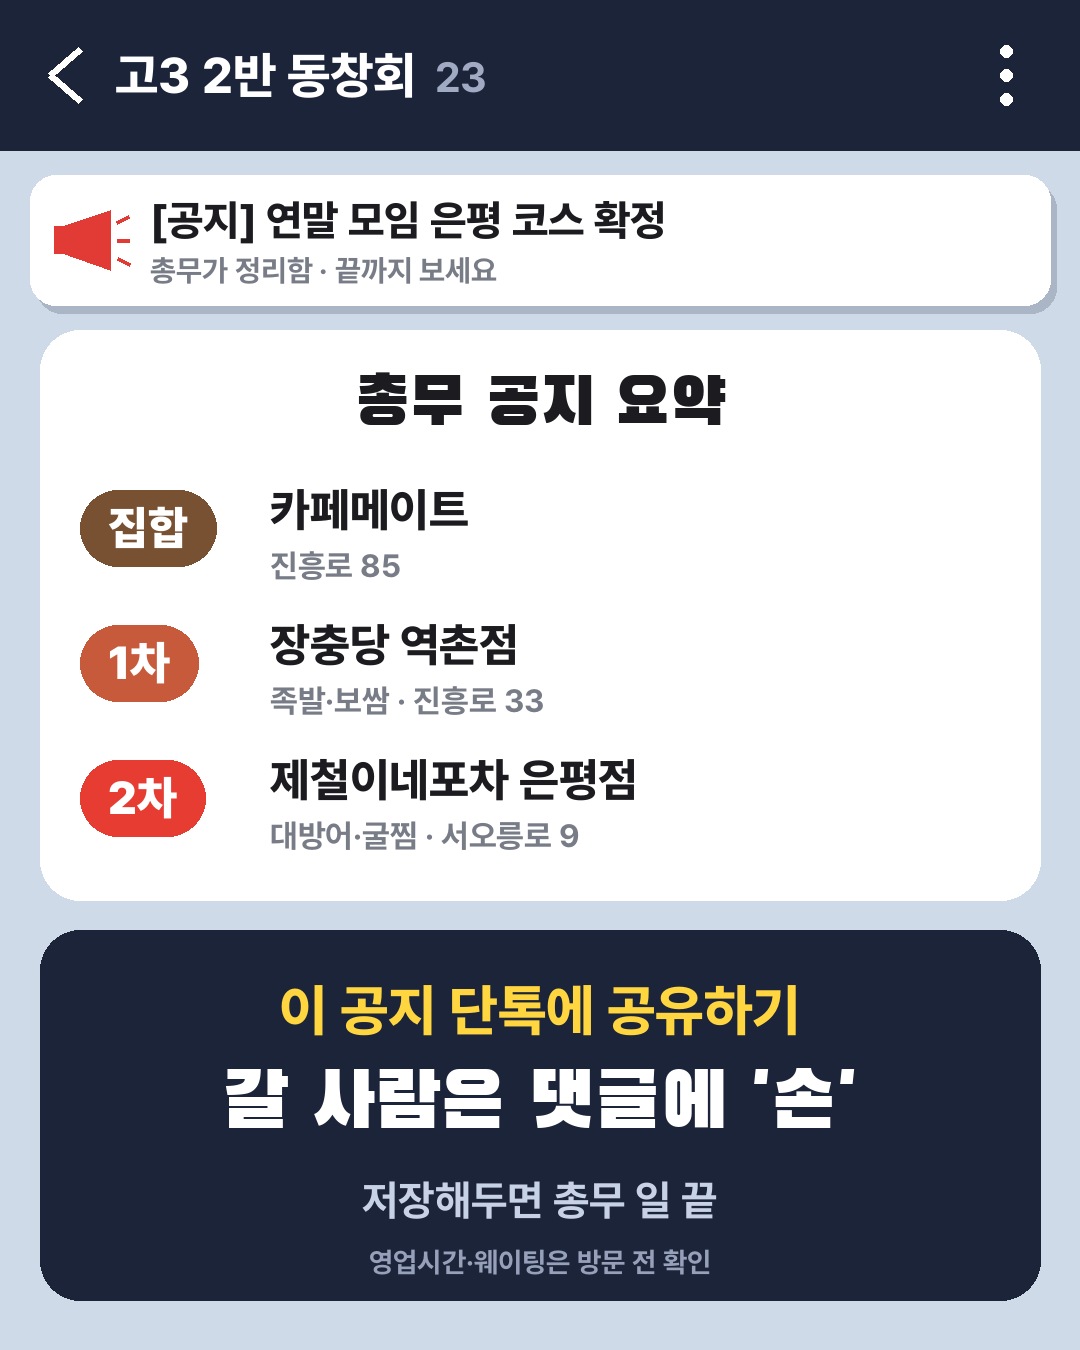 고3 2반 동창회 23
[공지] 연말 모임 은평 코스 확정
총무가 정리함 · 끝까지 보세요
총무 공지 요약
집합
카페메이트
진흥로 85
1차
장충당 역촌점
족발·보쌈 · 진흥로 33
2차
제철이네포차 은평점
대방어·굴찜 · 서오릉로 9
이 공지 단톡에 공유하기
갈 사람은 댓글에 '손'
저장해두면 총무 일 끝
영업시간·웨이팅은 방문 전 확인